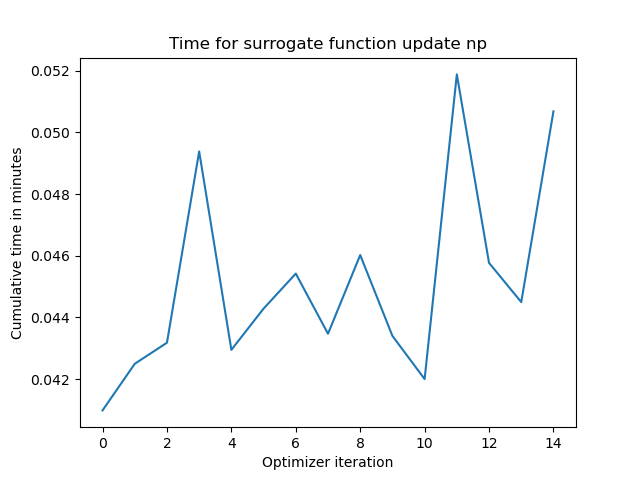 Time for surrogate function update np
Cumulative time in minutes
0.052
0.050
0.048
0.046
0.044
0.042
0 2 4 6 8 10 12 14
Optimizer iteration